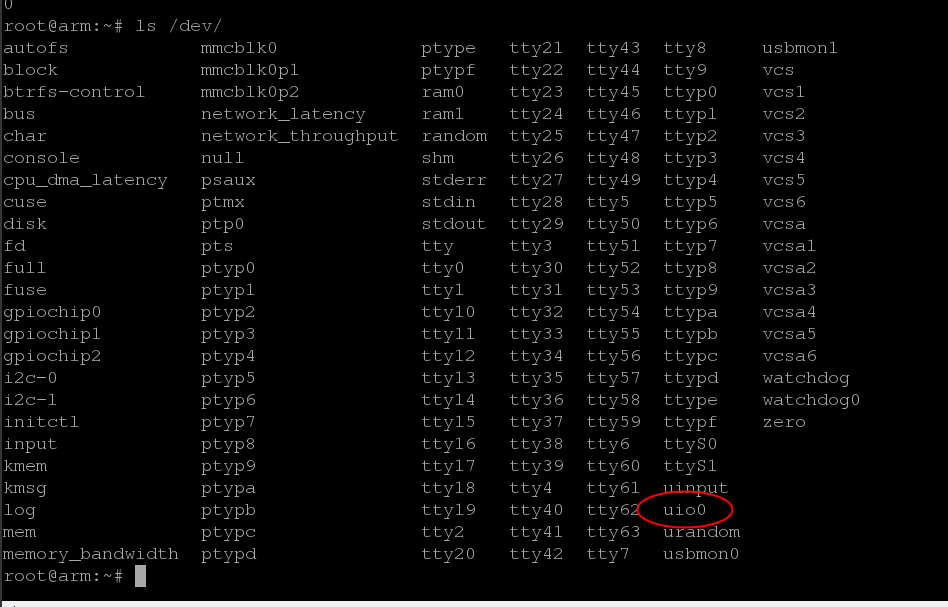 0
root@arm:~# ls /dev/
autofs mmcblk0 ptype tty21 tty43 tty8 usbmon1
block mmcblk0p1 ptypf tty22 tty44 tty9 vcs
btrfs-control mmcblk0p2 ram0 tty23 tty45 ttyp0 vcs1
bus network_latency ram1 tty24 tty46 ttyp1 vcs2
char network_throughput random tty25 tty47 ttyp2 vcs3
console null shm tty26 tty48 ttyp3 vcs4
cpu_dma_latency psaux stderr tty27 tty49 ttyp4 vcs5
cuse ptmx stdin tty28 tty5 ttyp5 vcs6
disk ptp0 stdout tty29 tty50 ttyp6 vcsa
fd pts tty tty3 tty51 ttyp7 vcsa1
full ptyp0 tty0 tty30 tty52 ttyp8 vcsa2
fuse ptyp1 tty1 tty31 tty53 ttyp9 vcsa3
gpiochip0 ptyp2 tty10 tty32 tty54 ttypa vcsa4
gpiochip1 ptyp3 tty11 tty33 tty55 ttypb vcsa5
gpiochip2 ptyp4 tty12 tty34 tty56 ttypc vcsa6
i2c-0 ptyp5 tty13 tty35 tty57 ttypd watchdog
i2c-1 ptyp6 tty14 tty36 tty58 ttype watchdog0
initctl ptyp7 tty15 tty37 tty59 ttypf zero
input ptyp8 tty16 tty38 tty6 ttyS0
kmem ptyp9 tty17 tty39 tty60 ttyS1
kmsg ptypa tty18 tty4 tty61 uinput
log ptypb tty19 tty40 tty62 uio0
mem ptypc tty2 tty41 tty63 urandom
memory_bandwidth ptypd tty20 tty42 tty7 usbmon0
root@arm:~#